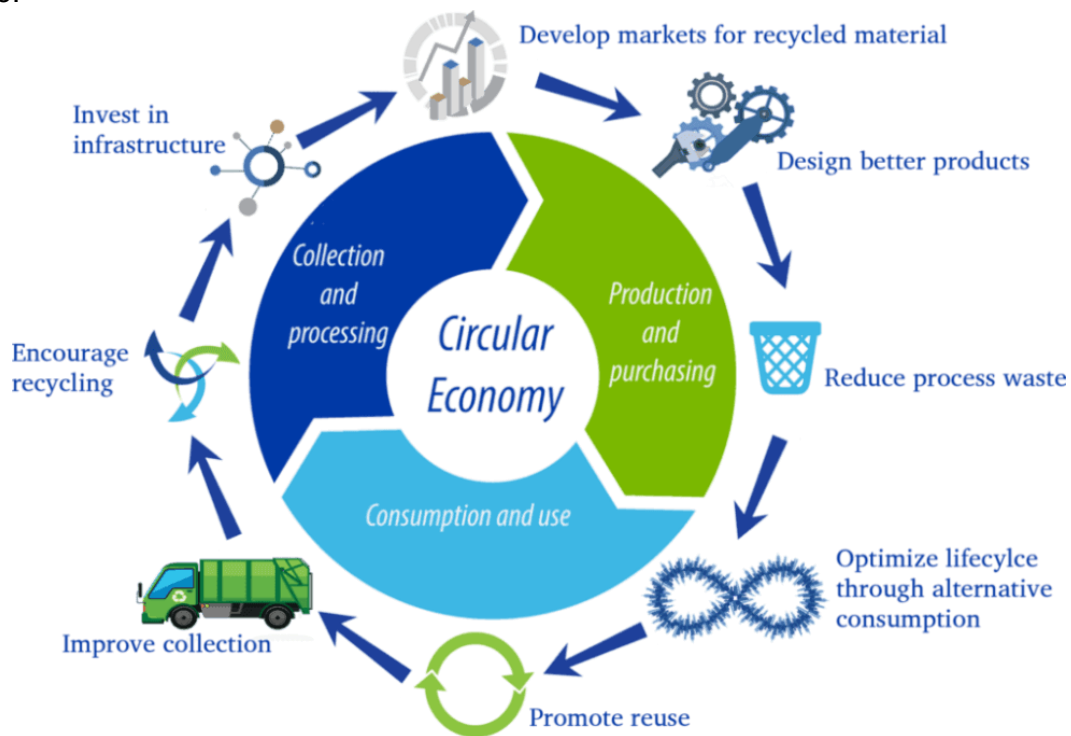 Develop markets for recycled material
Invest in
infrastructure
Design better products
Collection
and
processing
Production
and
purchasing
Circular
Economy
Encourage
recycling
Reduce process waste
Consumption and use
Optimize lifecylce
through alternative
consumption
Improve collection
Promote reuse